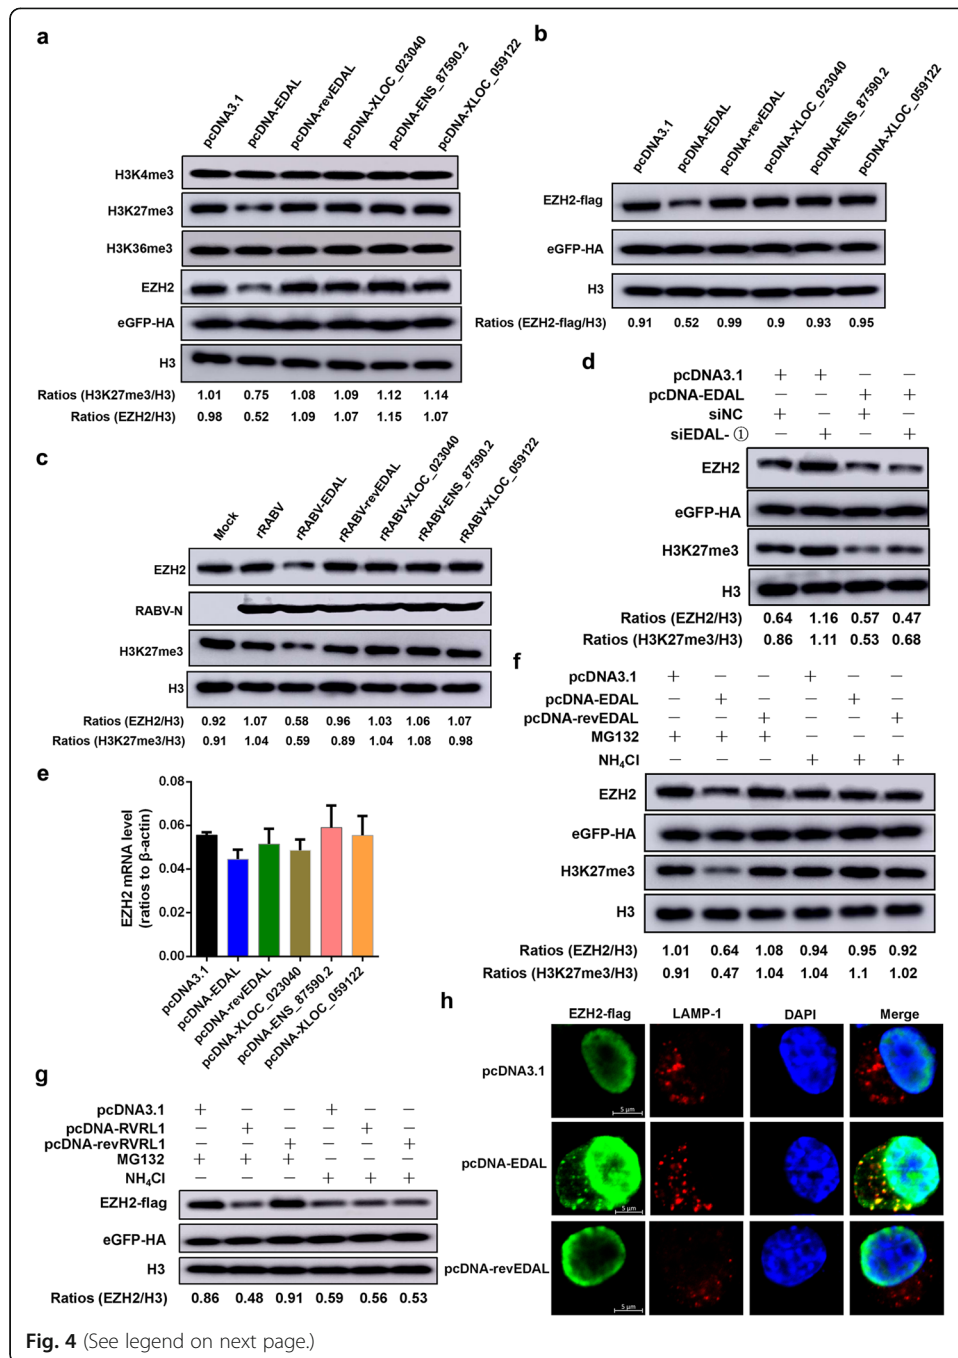 a
pcDNA3.1
pcDNA-EDAL
pcDNA-revEDAL
pcDNA-XLOC_023040
pcDNA-ENS_87590.2
pcDNA-XLOC_059122
H3K4me3
H3K27me3
H3K36me3
EZH2
eGFP-HA
H3
Ratios (H3K27me3/H3) 1.01 0.75 1.08 1.09 1.12 1.14
Ratios (EZH2/H3) 0.98 0.52 1.09 1.07 1.15 1.07
b
pcDNA3.1
pcDNA-EDAL
pcDNA-revEDAL
pcDNA-XLOC_023040
pcDNA-ENS_87590.2
pcDNA-XLOC_059122
EZH2-flag
eGFP-HA
H3
Ratios (EZH2-flag/H3) 0.91 0.52 0.99 0.9 0.93 0.95
c
Mock
rRABV
rRABV-EDAL
rRABV-revEDAL
rRABV-XLOC_023040
rRABV-ENS_87590.2
rRABV-XLOC_059122
EZH2
RABV-N
H3K27me3
H3
Ratios (EZH2/H3) 0.92 1.07 0.58 0.96 1.03 1.06 1.07
Ratios (H3K27me3/H3) 0.91 1.04 0.59 0.89 1.04 1.08 0.98
d
pcDNA3.1 + + − −
pcDNA-EDAL − − + +
siNC + − + −
siEDAL-① − + − +
EZH2
eGFP-HA
H3K27me3
H3
Ratios (EZH2/H3) 0.64 1.16 0.57 0.47
Ratios (H3K27me3/H3) 0.86 1.11 0.53 0.68
e
EZH2 mRNA level
(ratios to β-actin)
0.08
0.06
0.04
0.02
0.00
pcDNA3.1
pcDNA-EDAL
pcDNA-revEDAL
pcDNA-XLOC_023040
pcDNA-ENS_87590.2
pcDNA-XLOC_059122
f
pcDNA3.1 + − − + − −
pcDNA-EDAL − + − − + −
pcDNA-revEDAL − − + − − +
MG132 + + + − − −
NH₄Cl − − − + + +
EZH2
eGFP-HA
H3K27me3
H3
Ratios (EZH2/H3) 1.01 0.64 1.08 0.94 0.95 0.92
Ratios (H3K27me3/H3) 0.91 0.47 1.04 1.04 1.1 1.02
g
pcDNA3.1 + − − + − −
pcDNA-RVRL1 − + − − + −
pcDNA-revRVRL1 − − + − − +
MG132 + + + − − −
NH₄Cl − − − + + +
EZH2-flag
eGFP-HA
H3
Ratios (EZH2/H3) 0.86 0.48 0.91 0.59 0.56 0.53
h
EZH2-flag LAMP-1 DAPI Merge
pcDNA3.1
5 μm
pcDNA-EDAL
5 μm
pcDNA-revEDAL
5 μm
Fig. 4 (See legend on next page.)